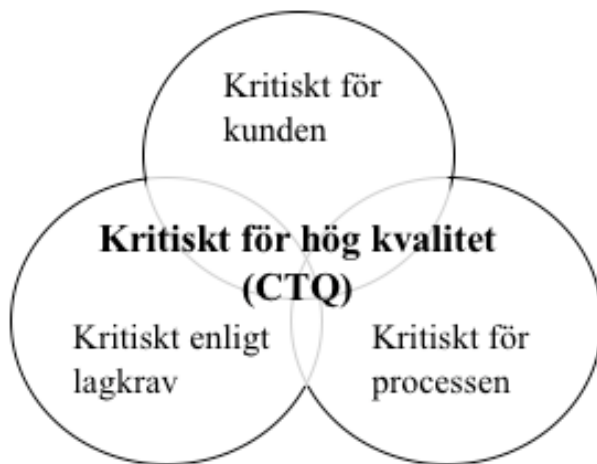 Kritiskt för
kunden
Kritiskt för hög kvalitet
(CTQ)
Kritiskt enligt
lagkrav
Kritiskt för
processen